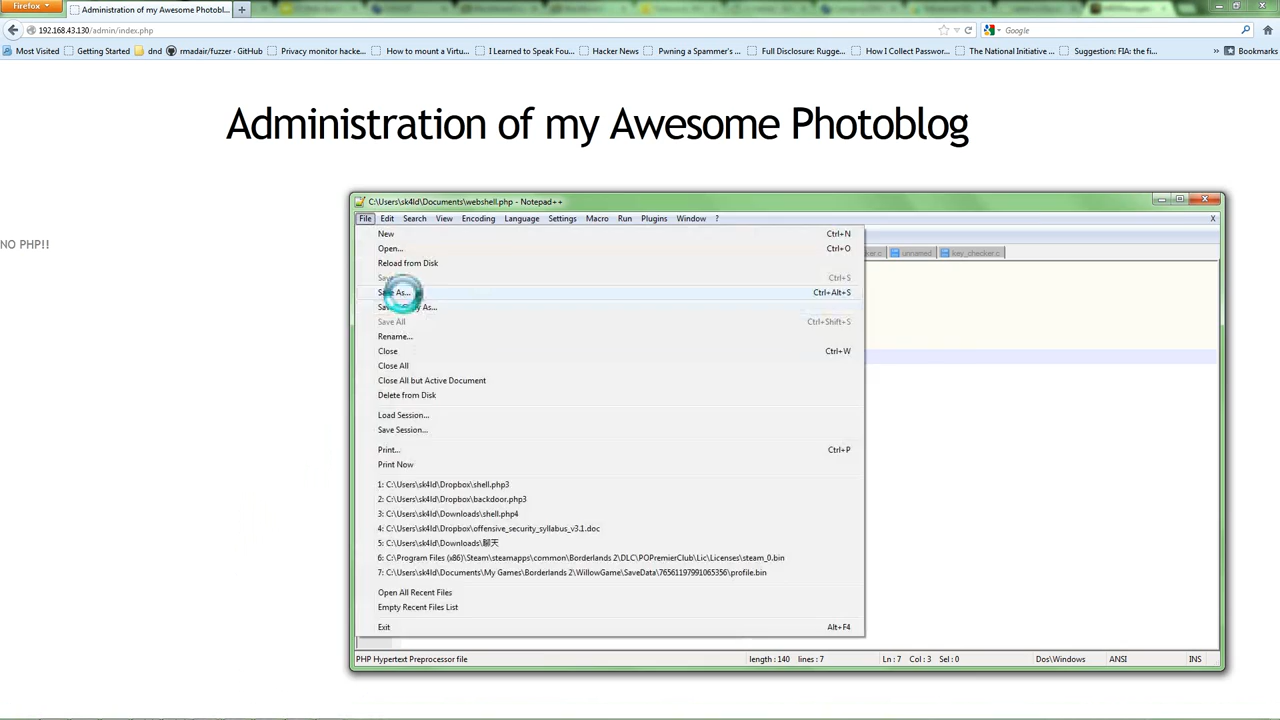 Firefox
Administration of my Awesome Photobl...
192.168.43.130/admin/index.php
Google
Most Visited
Getting Started
dnd
rmadair/fuzzer · GitHub
Privacy monitor hacke...
How to mount a Virtu...
I Learned to Speak Fou...
Hacker News
Pwning a Spammer's ...
Full Disclosure: Rugge...
How I Collect Passwor...
The National Initiative ...
Suggestion: FIA: the fi...
»
Bookmarks
Administration of my Awesome Photoblog
NO PHP!!
C:\Users\sk4ld\Documents\webshell.php - Notepad++
File Edit Search View Encoding Language Settings Macro Run Plugins Window ? X
unnamed
key_checker.c
New Ctrl+N
Open... Ctrl+O
Reload from Disk
Save Ctrl+S
Save As... Ctrl+Alt+S
Save a Copy As...
Save All Ctrl+Shift+S
Rename...
Close Ctrl+W
Close All
Close All but Active Document
Delete from Disk
Load Session...
Save Session...
Print... Ctrl+P
Print Now
1: C:\Users\sk4ld\Dropbox\shell.php3
2: C:\Users\sk4ld\Dropbox\backdoor.php3
3: C:\Users\sk4ld\Downloads\shell.php4
4: C:\Users\sk4ld\Dropbox\offensive_security_syllabus_v3.1.doc
5: C:\Users\sk4ld\Downloads\聊天
6: C:\Program Files (x86)\Steam\steamapps\common\Borderlands 2\DLC\POPremierClub\Lic\Licenses\steam_0.bin
7: C:\Users\sk4ld\Documents\My Games\Borderlands 2\WillowGame\SaveData\76561197991065356\profile.bin
Open All Recent Files
Empty Recent Files List
Exit Alt+F4
PHP Hypertext Preprocessor file
length : 140 lines : 7
Ln : 7 Col : 3 Sel : 0
Dos\Windows
ANSI
INS